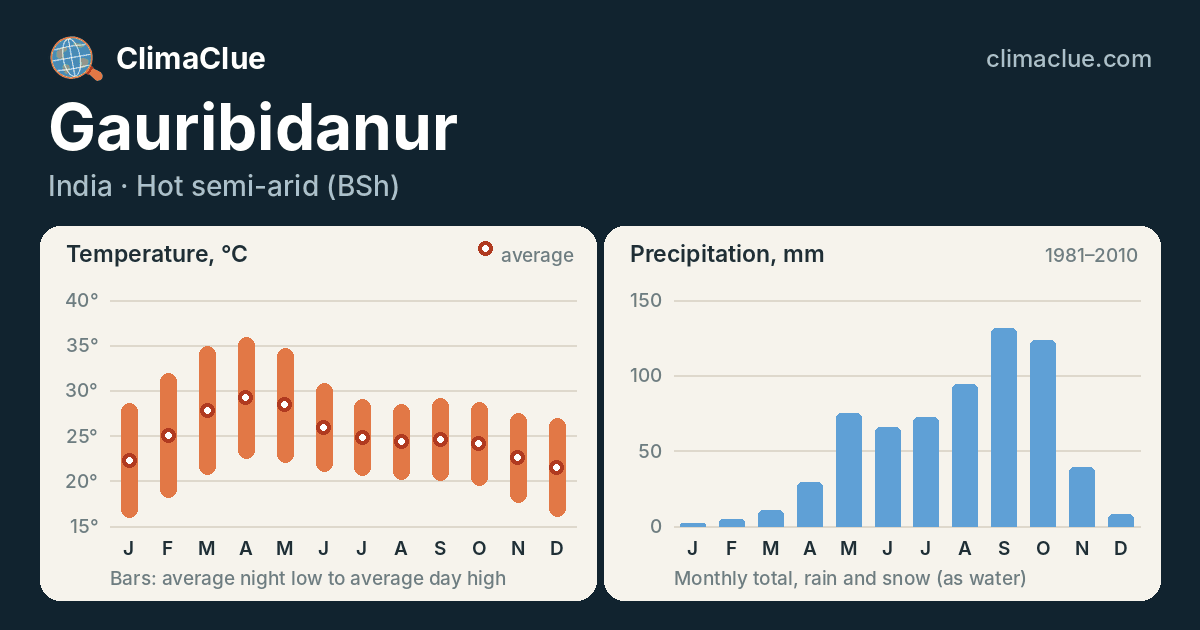 ClimaClue
climaclue.com
Gauribidanur
India · Hot semi-arid (BSh)
Temperature, °C
average
40°
35°
30°
25°
20°
15°
J F M A M J J A S O N D
Bars: average night low to average day high
Precipitation, mm
1981–2010
150
100
50
0
J F M A M J J A S O N D
Monthly total, rain and snow (as water)